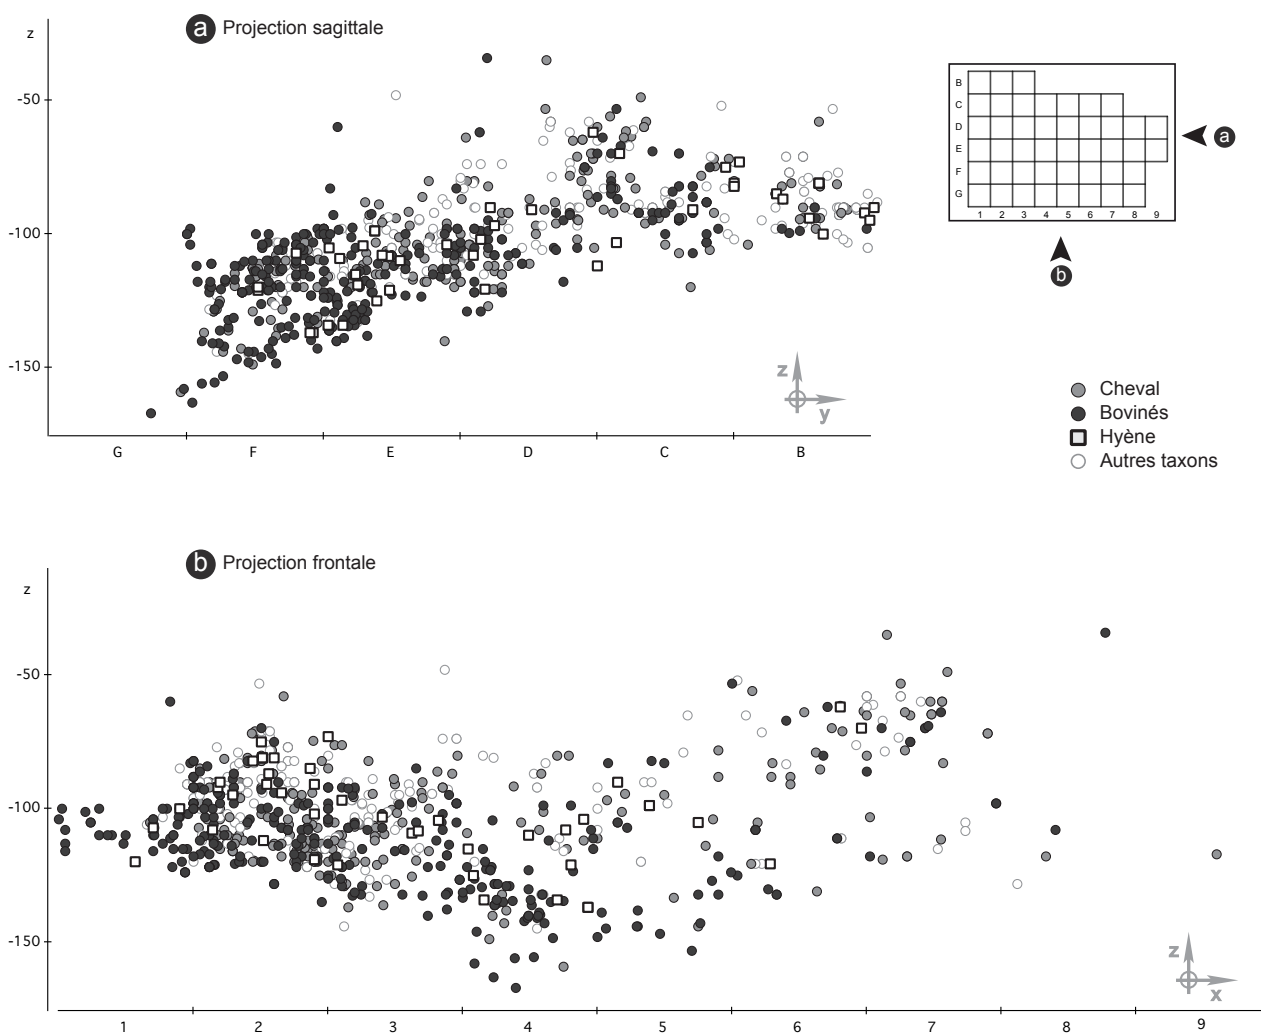 a Projection sagittale
z
-50
-100
-150
G F E D C B
z
y
B
C
D
E
F
G
1 2 3 4 5 6 7 8 9
a
b
Cheval
Bovinés
Hyène
Autres taxons
b Projection frontale
z
-50
-100
-150
1 2 3 4 5 6 7 8 9
z
x